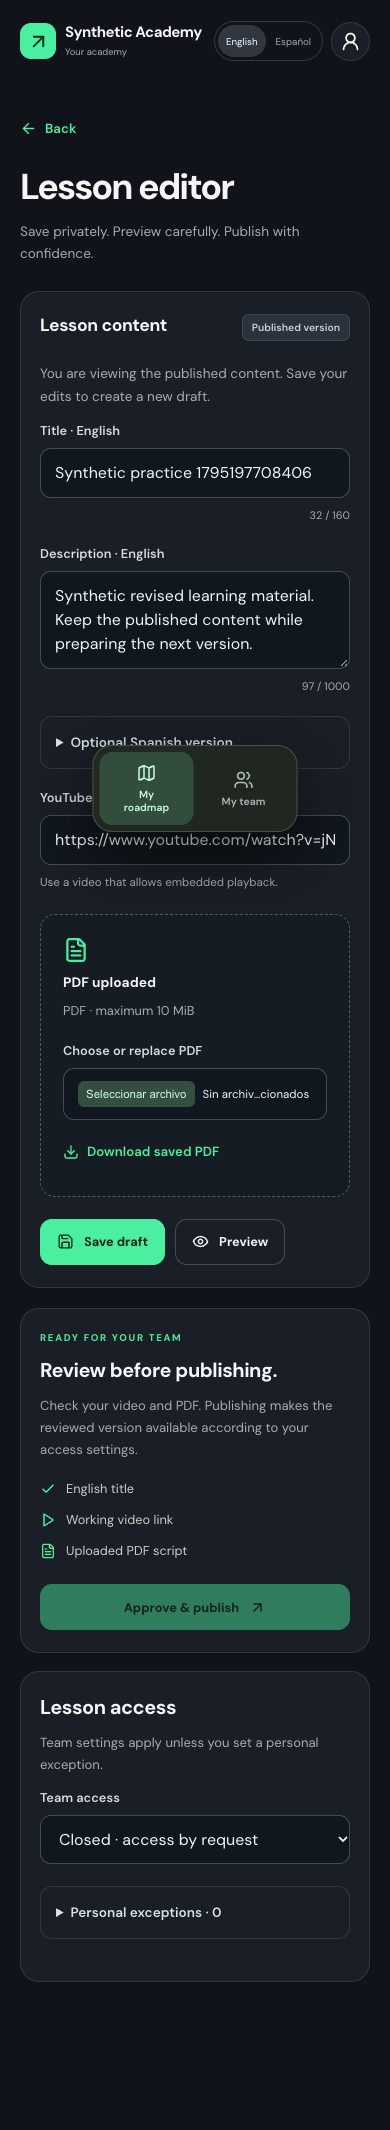 Synthetic Academy
Your academy
English
Español
Back
Lesson editor
Save privately. Preview carefully. Publish with
confidence.
Lesson content
Published version
You are viewing the published content. Save your
edits to create a new draft.
Title · English
Synthetic practice 1795197708406
32 / 160
Description · English
Synthetic revised learning material.
Keep the published content while
preparing the next version.
97 / 1000
Optional Spanish version
My
roadmap
My team
YouTube
https://www.youtube.com/watch?v=jN
Use a video that allows embedded playback.
PDF uploaded
PDF · maximum 10 MiB
Choose or replace PDF
Seleccionar archivo
Sin archiv...cionados
Download saved PDF
Save draft
Preview
READY FOR YOUR TEAM
Review before publishing.
Check your video and PDF. Publishing makes the
reviewed version available according to your
access settings.
English title
Working video link
Uploaded PDF script
Approve & publish
Lesson access
Team settings apply unless you set a personal
exception.
Team access
Closed · access by request
Personal exceptions · 0